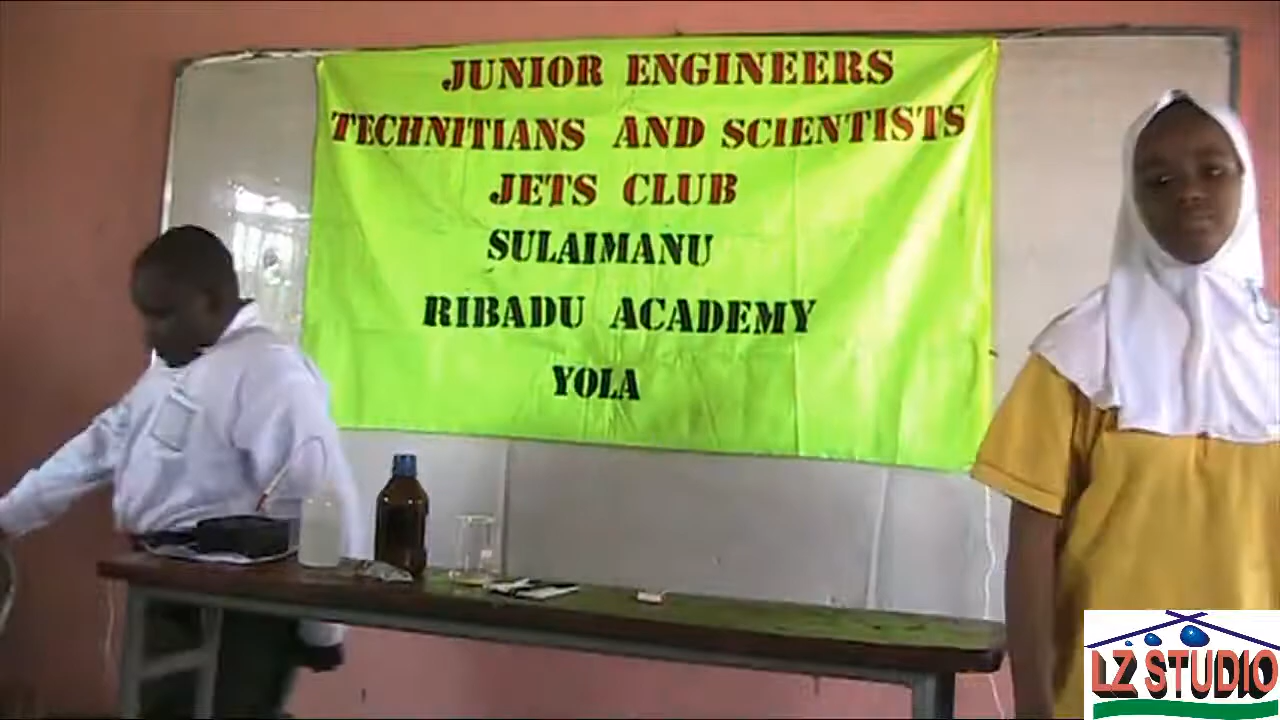 JUNIOR ENGINEERS
TECHNITIANS AND SCIENTISTS
JETS CLUB
SULAIMANU
RIBADU ACADEMY
YOLA
LZ STUDIO